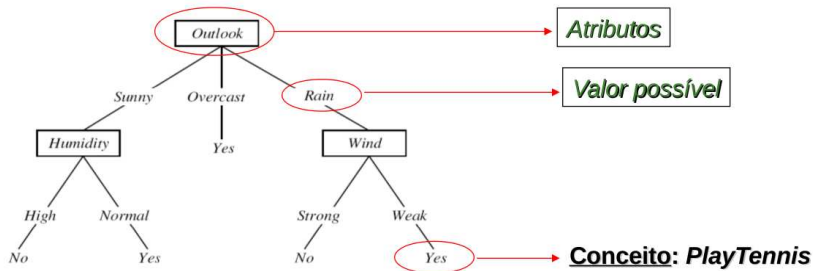 Outlook
Atributos
Sunny Overcast Rain
Valor possível
Humidity Yes Wind
High Normal Strong Weak
No Yes No Yes
Conceito: PlayTennis